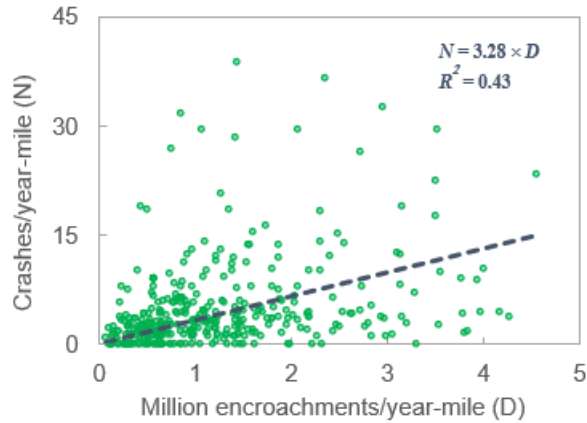 45
N = 3.28 × D
R² = 0.43
30
15
0
0 1 2 3 4 5
Crashes/year-mile (N)
Million encroachments/year-mile (D)